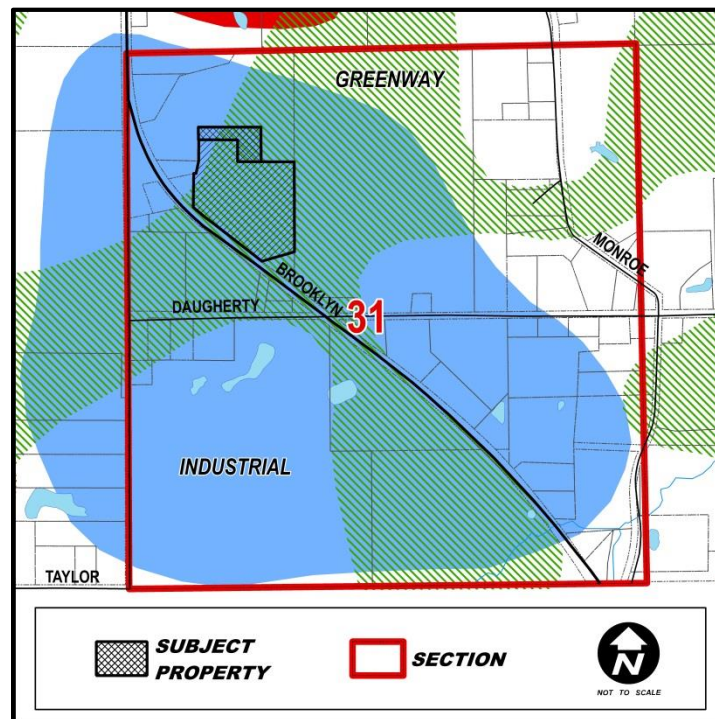 GREENWAY
MONROE
BROOKLYN
DAUGHERTY
31
INDUSTRIAL
TAYLOR
SUBJECT
PROPERTY
SECTION
N
NOT TO SCALE